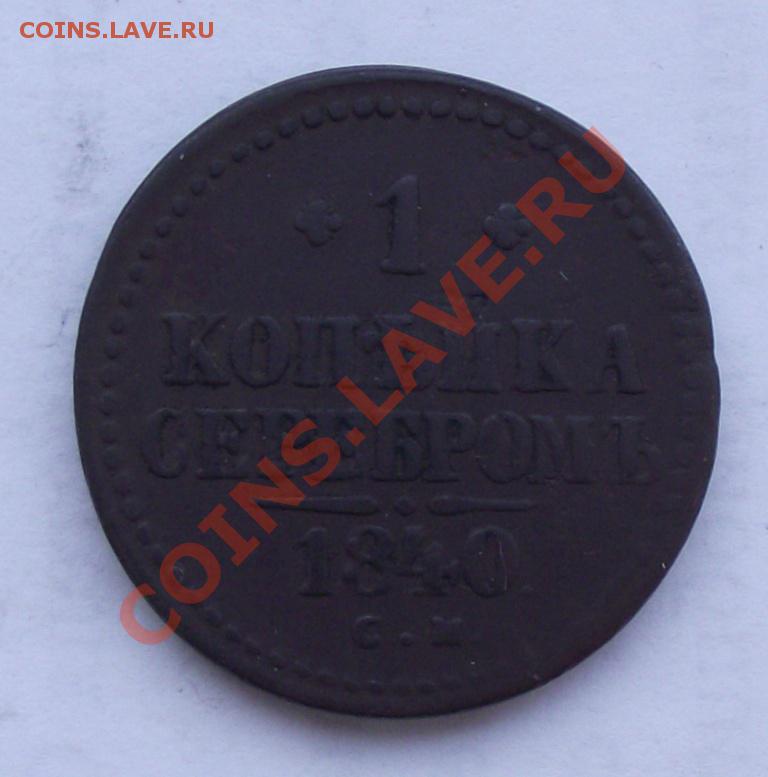 COINS.LAVE.RU
1
КОПѢЙКА
СЕРЕБРОМЪ
1840.
С.М.
COINS.LAVE.RU